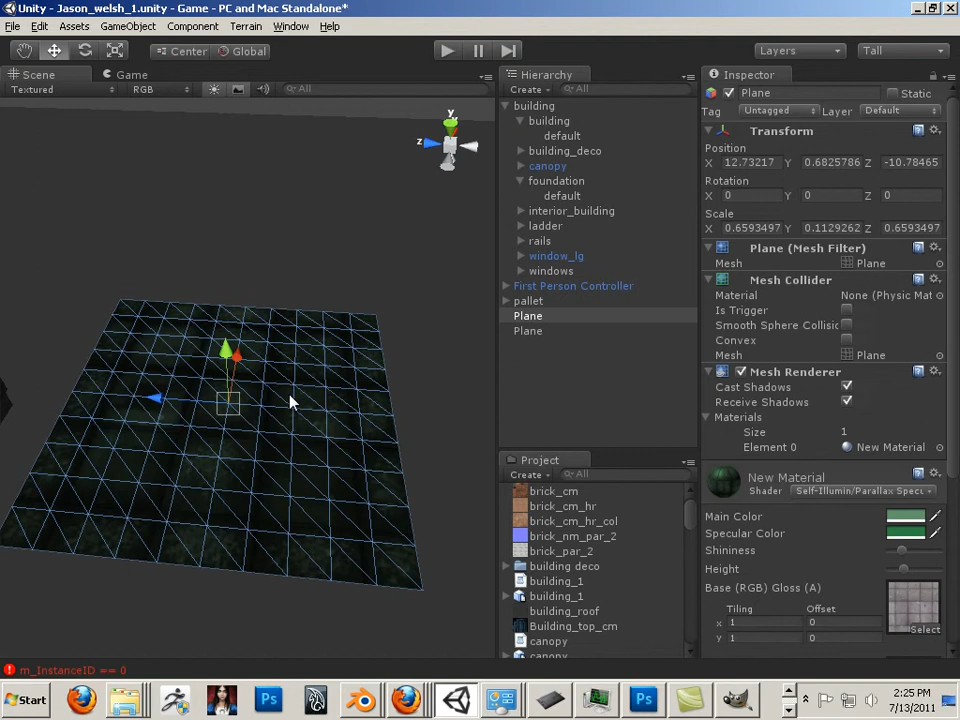 Unity - Jason_welsh_1.unity - Game - PC and Mac Standalone*
File Edit Assets GameObject Component Terrain Window Help
Center Global Layers Tall
Scene Game Hierarchy Inspector
Textured RGB All Create All Plane Static
Tag Untagged Layer Default
building
building
default
building_deco
canopy
foundation
default
interior_building
ladder
rails
window_lg
windows
First Person Controller
pallet
Plane
Plane
y
z
Transform
Position
X 12.73217 Y 0.6825786 Z -10.78465
Rotation
X 0 Y 0 Z 0
Scale
X 0.6593497 Y 0.1129262 Z 0.6593497
Plane (Mesh Filter)
Mesh Plane
Mesh Collider
Material None (Physic Mat
Is Trigger
Smooth Sphere Collisic
Convex
Mesh Plane
Mesh Renderer
Cast Shadows
Receive Shadows
Materials
Size 1
Element 0 New Material
New Material
Shader Self-Illumin/Parallax Specu
Main Color
Specular Color
Shininess
Height
Base (RGB) Gloss (A)
Tiling Offset
x 1 0
y 1 0
Select
Project
Create All
brick_cm
brick_cm_hr
brick_cm_hr_col
brick_nm_par_2
brick_par_2
building deco
building_1
building_1
building_roof
Building_top_cm
canopy
canopy
m_InstanceID == 0
Start Ps Ps 2:25 PM
7/13/2011